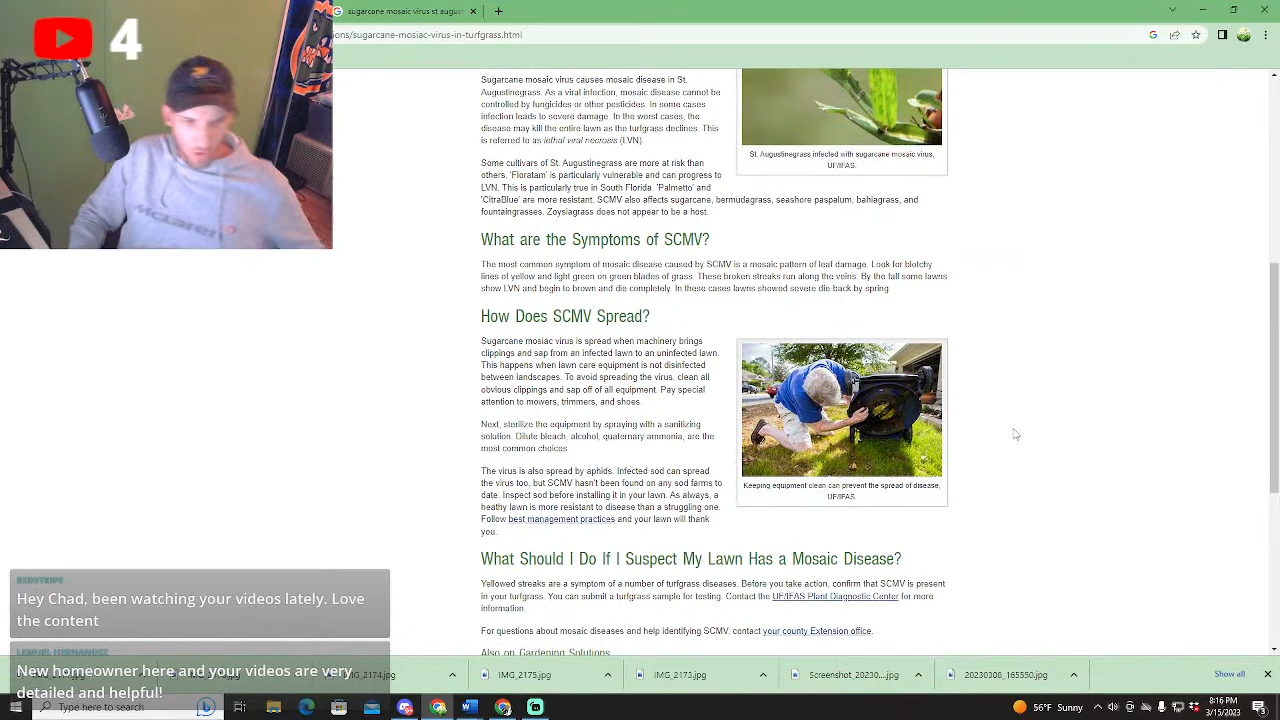 4
sugarcane mosaic virus st august
ions/sugarcane-mosaic-virus-in-turfgrass.html
Sugarcane mosaic virus causes mosaic disease in St.
Augustinegrass. As a viral infection, mosaic disease cannot be
controlled by fungicides or other pesticides. In some cases
infection leads to severe damage. In the worst cases, the
disease may kill the entire lawn as the turfgrass declines. This
is referred to as lethal viral necrosis (LVN).
St. Augustinegrass infected with sugarcane mosaic virus,
UF/IFAS.
Some cultivars of St. Augustinegrass are more at risk than
others. 'Floratam' is particularly vulnerable and can progress to
LVN. This is particularly true in South Florida. 'Palmetto' and
'CitraBlue' are more resistant. SCMV also affects sugarcane, bermudagrass, seashore paspalum, bahiagrass, and
fountaingrass. Zoysiagrass does not appear to be a host.
What are the Symptoms of SCMV?
The most common symptom of mosaic disease caused by SCMV is a mosaic pattern of leaf damage. Look for blotchy
lines of yellow and light green on green blades of grass. These broken streaks run along the veins. By the fall some lawns
show LVN and begin to brown and die completely. In these cases lawns showed severe die-back by spring.
How Does SCMV Spread?
Sugarcane mosaic virus is spread when machinery brings
clippings and sap from an infected lawn to an uninfected lawn.
This happens when lawn care equipment is not disinfected
between landscapes. To avoid spreading the virus, clean all
obvious clippings and sap off of all equipment. Pay special
attention to mowers, trimmers, and shoes.
Next, sterilize the equipment by spraying with a sanitizing
solution. Dilute bleach, alcohol, quaternary ammonia, are the
most common choices.
The virus is also spread by aphids. Infected sod can spread
the virus too, but SCMV hasn't been found on any sod farms to
date. Inspect sod before installing it in your lawn. As always, a
heathy lawn is more resistant to disease than a struggling one.
Follow best management practices and your lawn will thank
you.
Keeping equipment clean can prevent the spread of disease,
UF/IFAS.
What Should I Do If I Suspect My Lawn Has a Mosaic Disease?
Yellowed streaks are a symptom of a number of turfgrass diseases. Before you take action, confirm that SCMV is present
in your turfgrass. You can submit a turfgrass sample for testing. Contact the UF/IFAS Plant Diagnostic Center for more
information.
For questions about mosaic diseases and help identifying SCMV, contact your county Extension office.
Also on Gardening Solutions
REDSTRIPE
Hey Chad, been watching your videos lately. Love
the content
LEMUEL HERNANDEZ
New homeowner here and your videos are very
detailed and helpful!
_2174.jpg
IMG_2175.jpg
IMG_2173.jpg
Screenshot_20230...jpg
20230306_165550.jpg
Show all
Type here to search
56°F Sunny
8:16 PM
3/15/2023